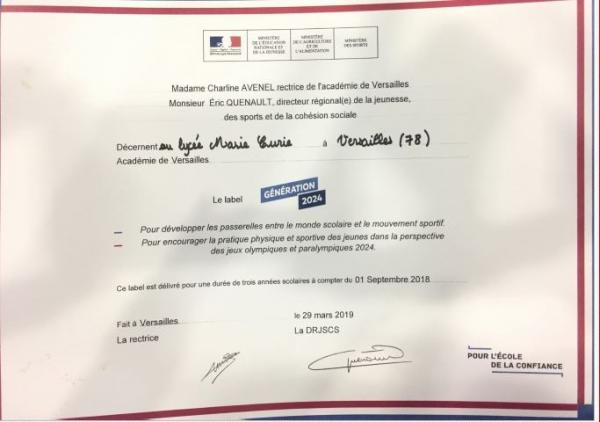 MINISTÈRE
DE L'ÉDUCATION
NATIONALE ET
DE LA JEUNESSE
MINISTÈRE
DE L'AGRICULTURE
ET DE
L'ALIMENTATION
MINISTÈRE
DES SPORTS
Madame Charline AVENEL rectrice de l'académie de Versailles
Monsieur Éric QUENAULT, directeur régional(e) de la jeunesse,
des sports et de la cohésion sociale
Décernent au lycée Marie Curie à Versailles (78)
Académie de Versailles
Le label GÉNÉRATION
2024
Pour développer les passerelles entre le monde scolaire et le mouvement sportif.
Pour encourager la pratique physique et sportive des jeunes dans la perspective
des jeux olympiques et paralympiques 2024.
Ce label est délivré pour une durée de trois années scolaires à compter du 01 Septembre 2018
le 29 mars 2019
Fait à Versailles
La DRJSCS
La rectrice
POUR L'ÉCOLE
DE LA CONFIANCE